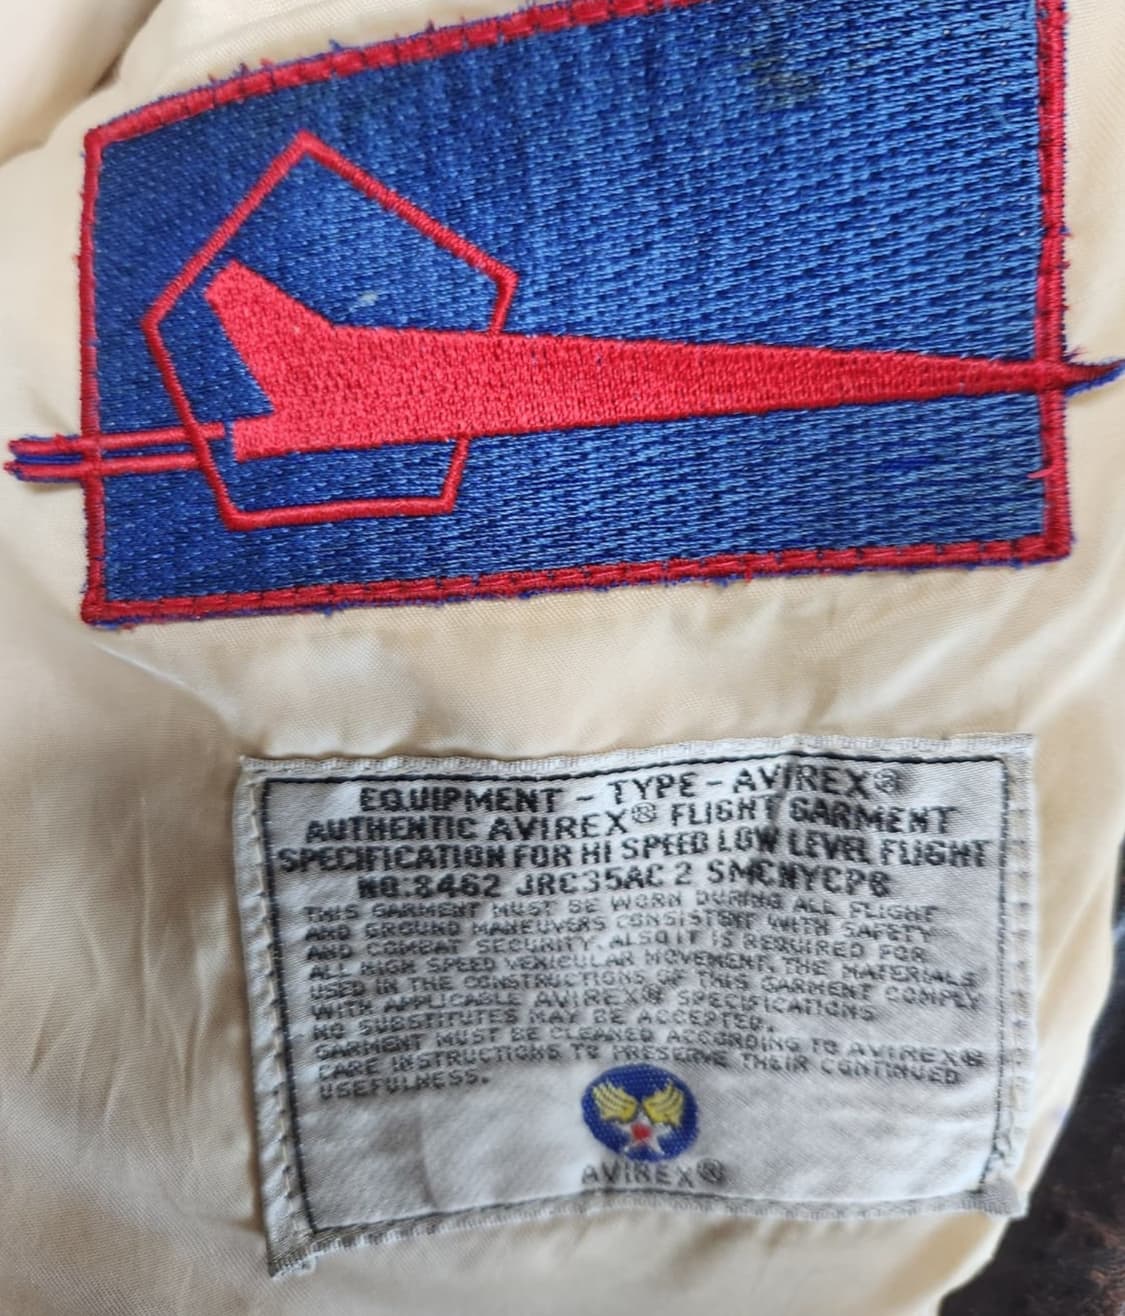 EQUIPMENT - TYPE - AVIREX®
AUTHENTIC AVIREX® FLIGHT GARMENT
SPECIFICATION FOR HI SPEED LOW LEVEL FLIGHT
NO:8462 JRC35AC 2 SMCNYCPB
THIS GARMENT MUST BE WORN DURING ALL FLIGHT
AND GROUND MANEUVERS CONSISTENT WITH SAFETY
AND COMBAT SECURITY. ALSO IT IS REQUIRED FOR
ALL HIGH SPEED VEHICULAR MOVEMENT. THE MATERIALS
USED IN THE CONSTRUCTIONS OF THIS GARMENT COMPLY
WITH APPLICABLE AVIREX® SPECIFICATIONS
NO SUBSTITUTES MAY BE ACCEPTED.
GARMENT MUST BE CLEANED ACCORDING TO AVIREX®
CARE INSTRUCTIONS TO PRESERVE THEIR CONTINUED
USEFULNESS.
AVIREX®